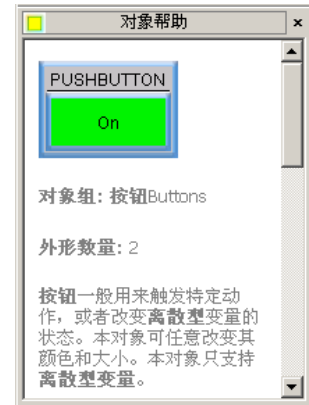 对象帮助
PUSHBUTTON
On
对象组: 按钮Buttons
外形数量: 2
按钮一般用来触发特定动
作，或者改变离散型变量的
状态。本对象可任意改变其
颜色和大小。本对象只支持
离散型变量。